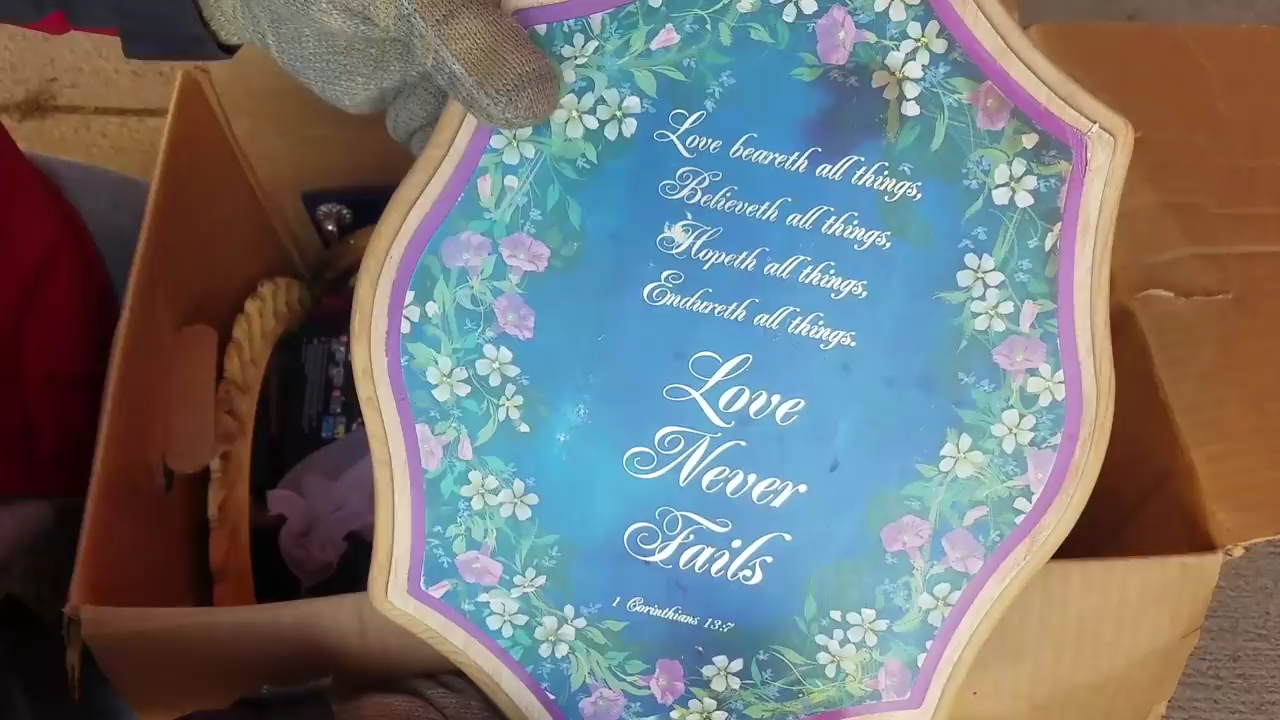 Love beareth all things,
Believeth all things,
Hopeth all things,
Endureth all things.
Love
Never
Fails
1 Corinthians 13:7